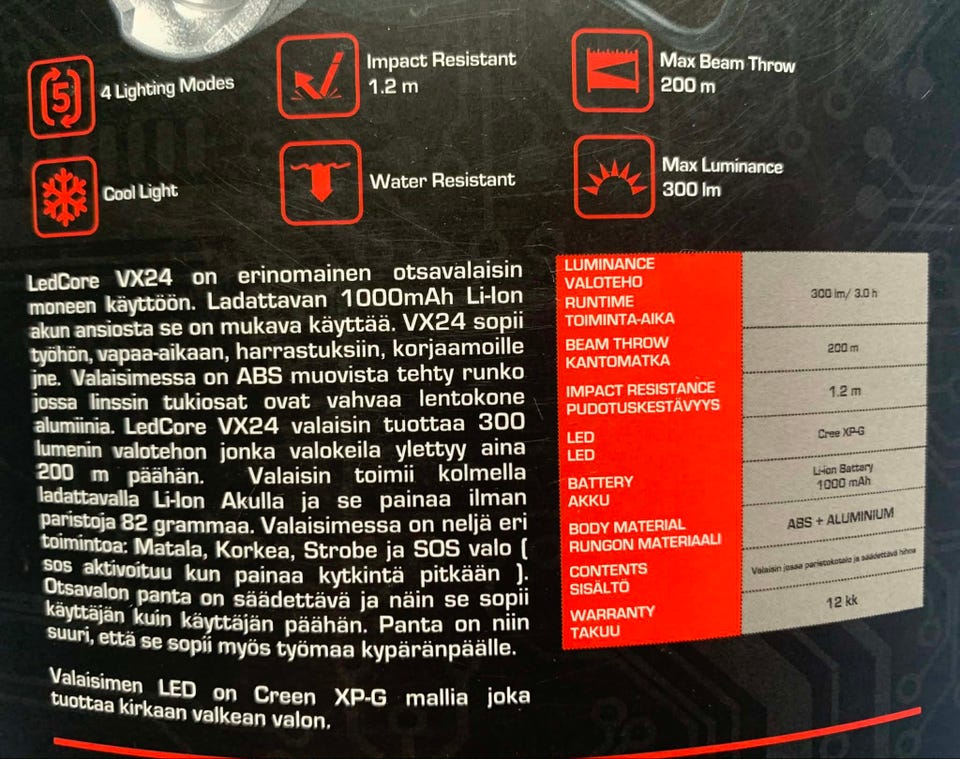 5
4 Lighting Modes
Impact Resistant
1.2 m
Max Beam Throw
200 m
Cool Light
Water Resistant
Max Luminance
300 lm
LedCore VX24 on erinomainen otsavalaisin
moneen käyttöön. Ladattavan 1000mAh Li-Ion
akun ansiosta se on mukava käyttää. VX24 sopii
työhön, vapaa-aikaan, harrastuksiin, korjaamoille
jne. Valaisimessa on ABS muovista tehty runko
jossa linssin tukiosat ovat vahvaa lentokone
alumiinia. LedCore VX24 valaisin tuottaa 300
lumenin valotehon jonka valokeila ylettyy aina
200 m päähän. Valaisin toimii kolmella
ladattavalla Li-Ion Akulla ja se painaa ilman
paristoja 82 grammaa. Valaisimessa on neljä eri
toimintoa: Matala, Korkea, Strobe ja SOS valo (
sos aktivoituu kun painaa kytkintä pitkään ).
Otsavalon panta on säädettävä ja näin se sopii
käyttäjän kuin käyttäjän päähän. Panta on niin
suuri, että se sopii myös työmaa kypäränpäälle.
Valaisimen LED on Creen XP-G mallia joka
tuottaa kirkaan valkean valon.
LUMINANCE
VALOTEHO
RUNTIME
TOIMINTA-AIKA
300 lm/ 3.0 h
BEAM THROW
KANTOMATKA
200 m
IMPACT RESISTANCE
PUDOTUSKESTÄVYYS
1.2 m
LED
LED
Cree XP-G
BATTERY
AKKU
Li-ion Battery
1000 mAh
BODY MATERIAL
RUNGON MATERIAALI
ABS + ALUMINIUM
CONTENTS
SISÄLTÖ
Valaisin jossa paristokotelo ja säädettävä hihna
WARRANTY
TAKUU
12 kk